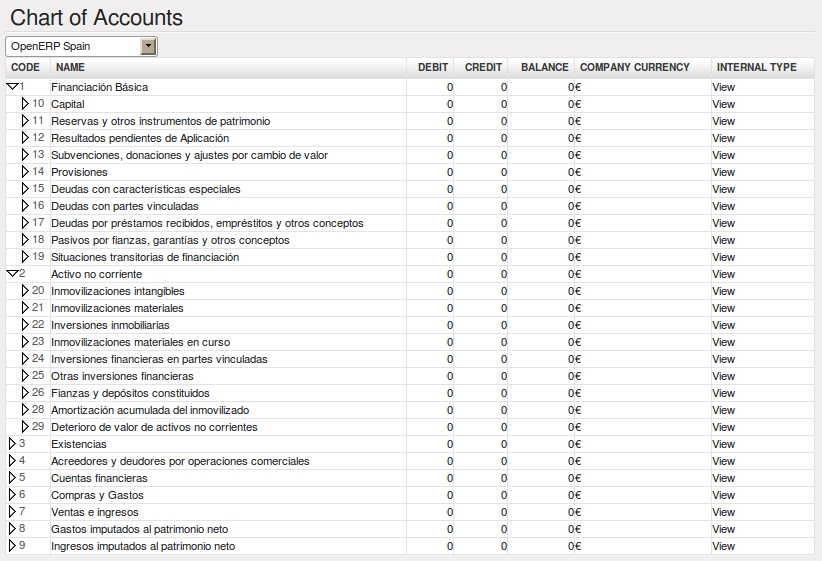 Chart of Accounts
OpenERP Spain
CODE NAME DEBIT CREDIT BALANCE COMPANY CURRENCY INTERNAL TYPE
1 Financiación Básica 0 0 0 € View
10 Capital 0 0 0 € View
11 Reservas y otros instrumentos de patrimonio 0 0 0 € View
12 Resultados pendientes de Aplicación 0 0 0 € View
13 Subvenciones, donaciones y ajustes por cambio de valor 0 0 0 € View
14 Provisiones 0 0 0 € View
15 Deudas con características especiales 0 0 0 € View
16 Deudas con partes vinculadas 0 0 0 € View
17 Deudas por préstamos recibidos, empréstitos y otros conceptos 0 0 0 € View
18 Pasivos por fianzas, garantías y otros conceptos 0 0 0 € View
19 Situaciones transitorias de financiación 0 0 0 € View
2 Activo no corriente 0 0 0 € View
20 Inmovilizaciones intangibles 0 0 0 € View
21 Inmovilizaciones materiales 0 0 0 € View
22 Inversiones inmobiliarias 0 0 0 € View
23 Inmovilizaciones materiales en curso 0 0 0 € View
24 Inversiones financieras en partes vinculadas 0 0 0 € View
25 Otras inversiones financieras 0 0 0 € View
26 Fianzas y depósitos constituidos 0 0 0 € View
28 Amortización acumulada del inmovilizado 0 0 0 € View
29 Deterioro de valor de activos no corrientes 0 0 0 € View
3 Existencias 0 0 0 € View
4 Acreedores y deudores por operaciones comerciales 0 0 0 € View
5 Cuentas financieras 0 0 0 € View
6 Compras y Gastos 0 0 0 € View
7 Ventas e ingresos 0 0 0 € View
8 Gastos imputados al patrimonio neto 0 0 0 € View
9 Ingresos imputados al patrimonio neto 0 0 0 € View